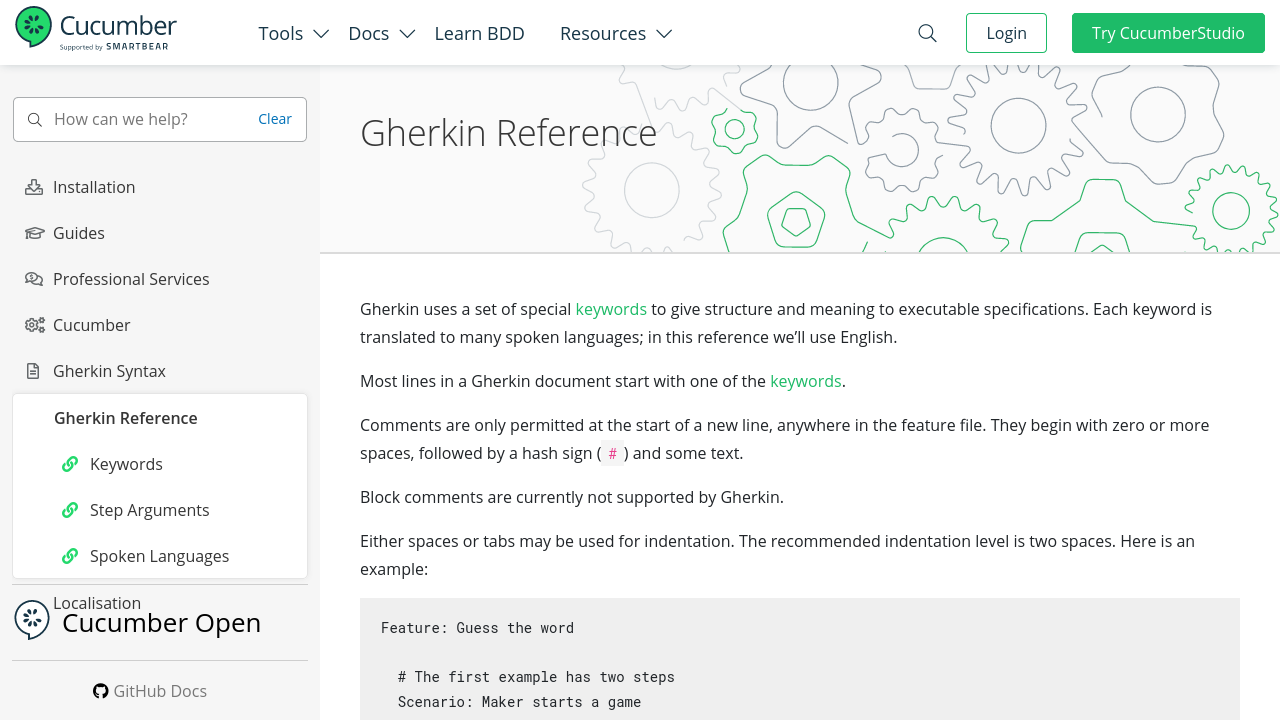 Cucumber
Supported by SMARTBEAR
Tools
Docs
Learn BDD
Resources
Login
Try CucumberStudio
How can we help?
Clear
Installation
Guides
Professional Services
Cucumber
Gherkin Syntax
Gherkin Reference
Keywords
Step Arguments
Spoken Languages
Localisation
Cucumber Open
GitHub Docs
Gherkin Reference
Gherkin uses a set of special keywords to give structure and meaning to executable specifications. Each keyword is
translated to many spoken languages; in this reference we’ll use English.
Most lines in a Gherkin document start with one of the keywords.
Comments are only permitted at the start of a new line, anywhere in the feature file. They begin with zero or more
spaces, followed by a hash sign ( # ) and some text.
Block comments are currently not supported by Gherkin.
Either spaces or tabs may be used for indentation. The recommended indentation level is two spaces. Here is an
example:
Feature: Guess the word
# The first example has two steps
Scenario: Maker starts a game